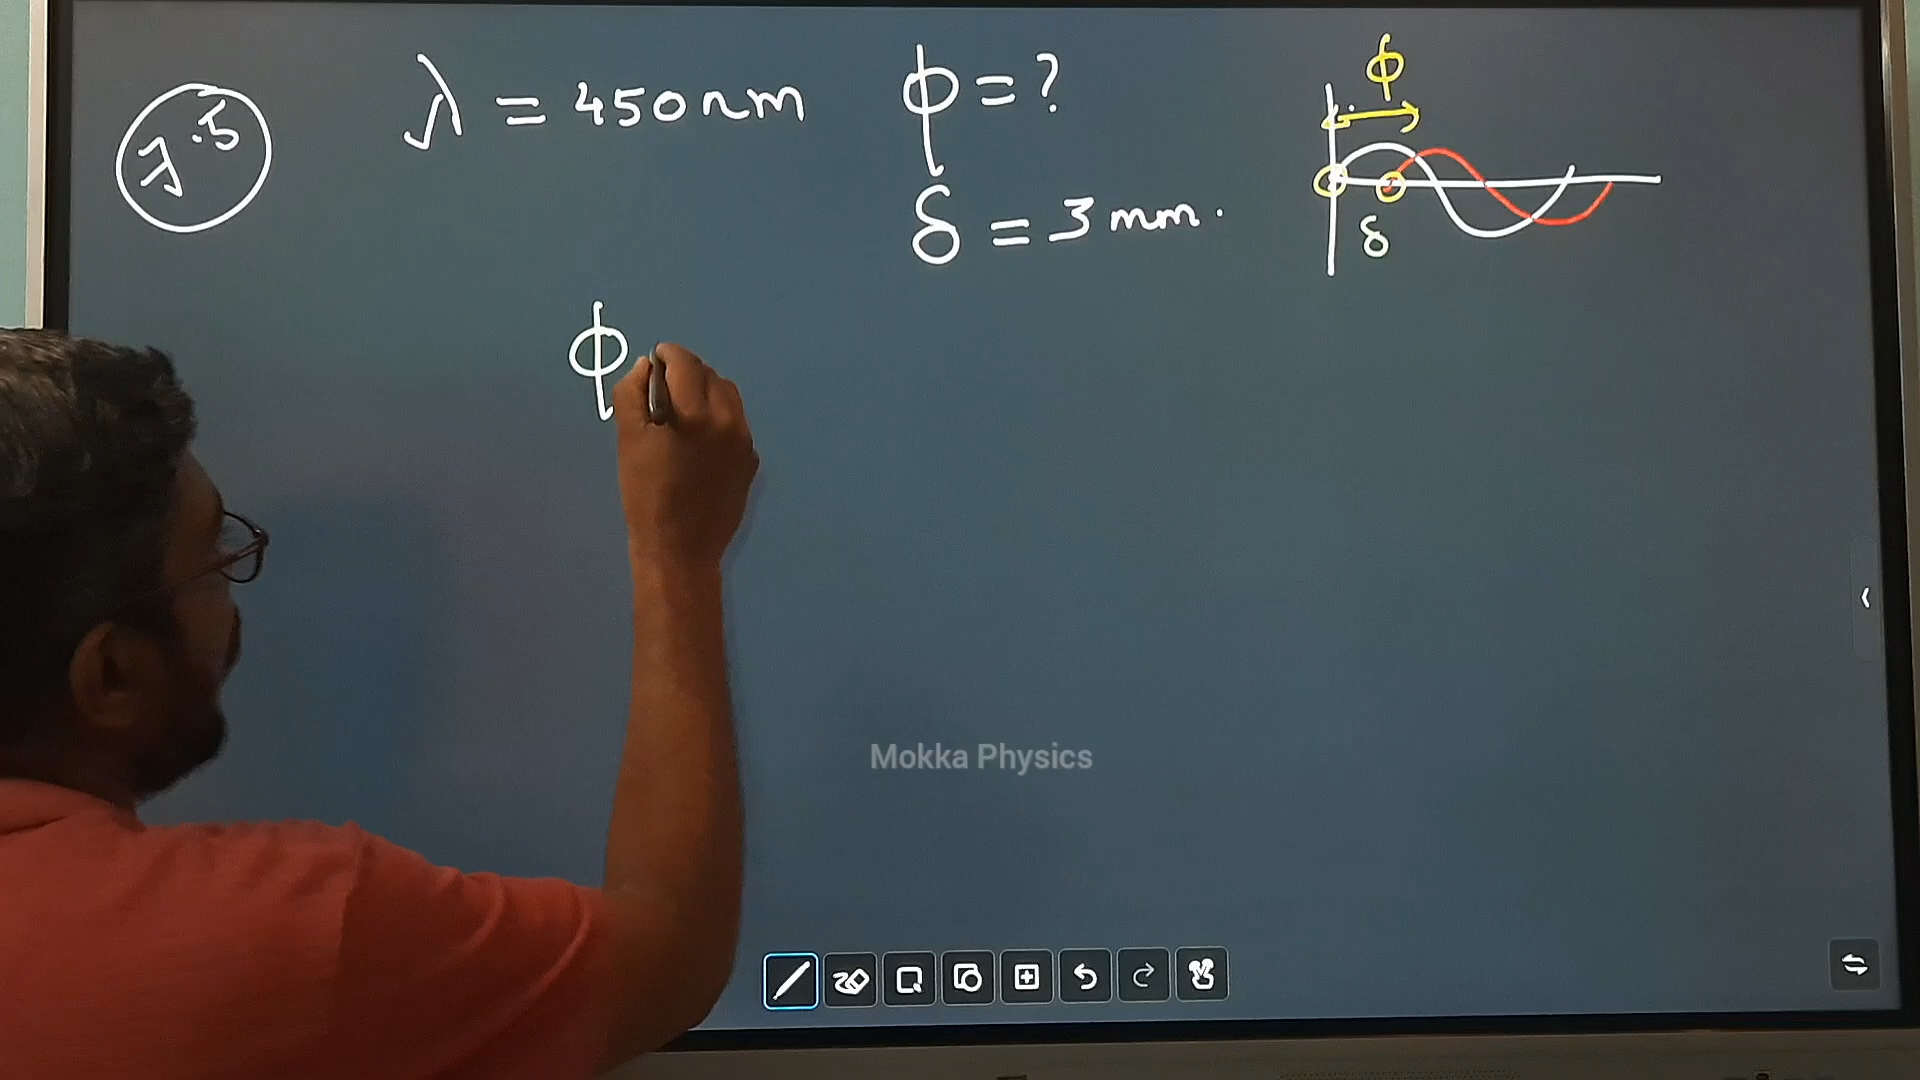 7.5
λ = 450 nm
ϕ = ?
δ = 3 mm.
ϕ
δ
ϕ
Mokka Physics